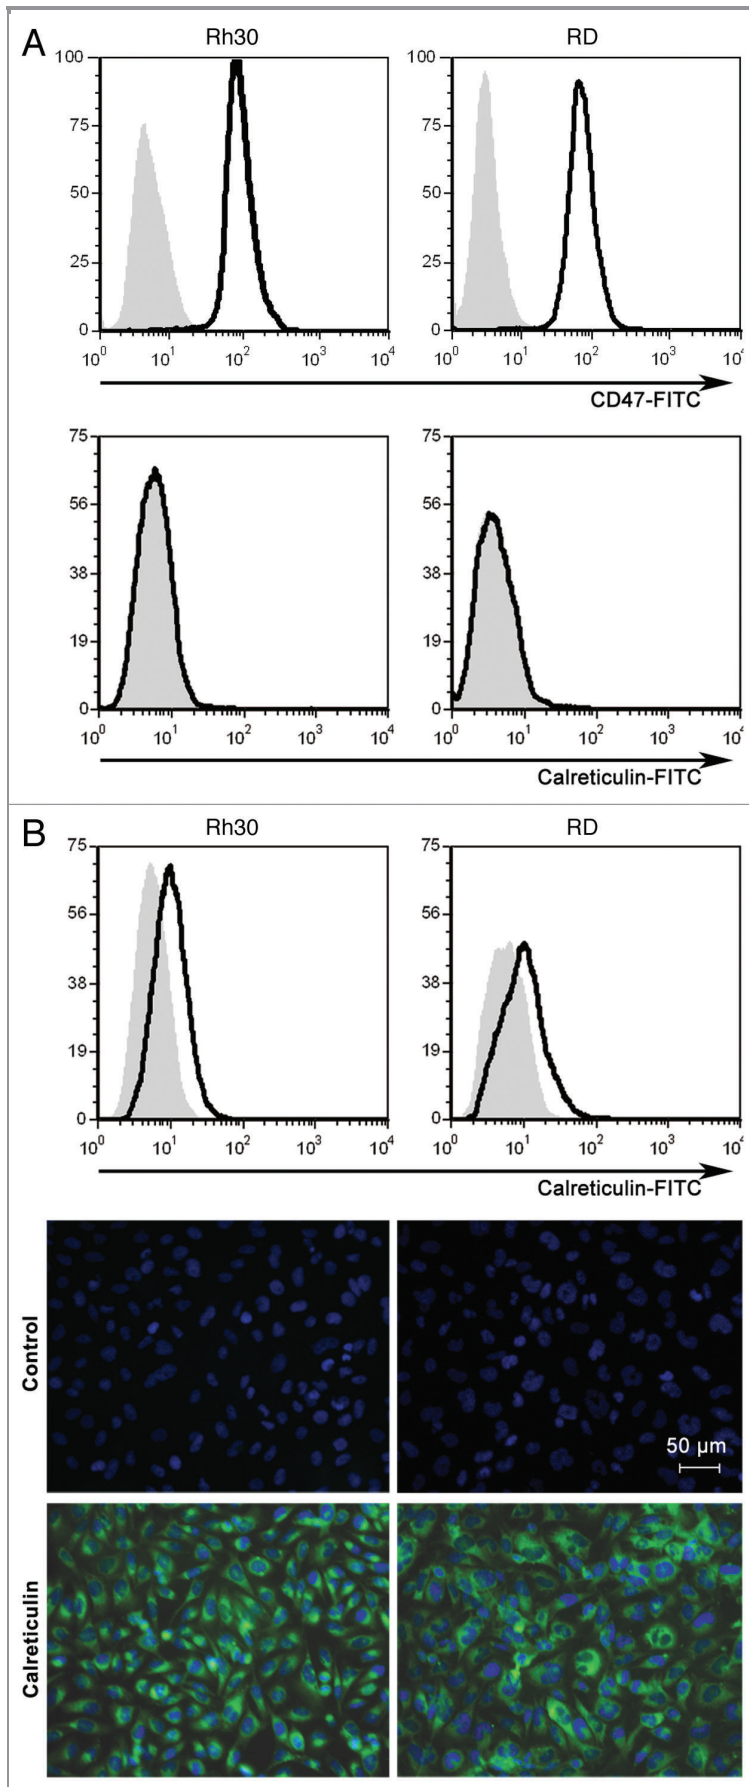 A
Rh30 RD
100 100
75 75
50 50
25 25
0 0
10⁰ 10¹ 10² 10³ 10⁴ 10⁰ 10¹ 10² 10³ 10⁴
CD47-FITC
75 75
56 56
38 38
19 19
0 0
10⁰ 10¹ 10² 10³ 10⁴ 10⁰ 10¹ 10² 10³ 10⁴
Calreticulin-FITC
B
Rh30 RD
75 75
56 56
38 38
19 19
0 0
10⁰ 10¹ 10² 10³ 10⁴ 10⁰ 10¹ 10² 10³ 10⁴
Calreticulin-FITC
Control
50 µm
Calreticulin